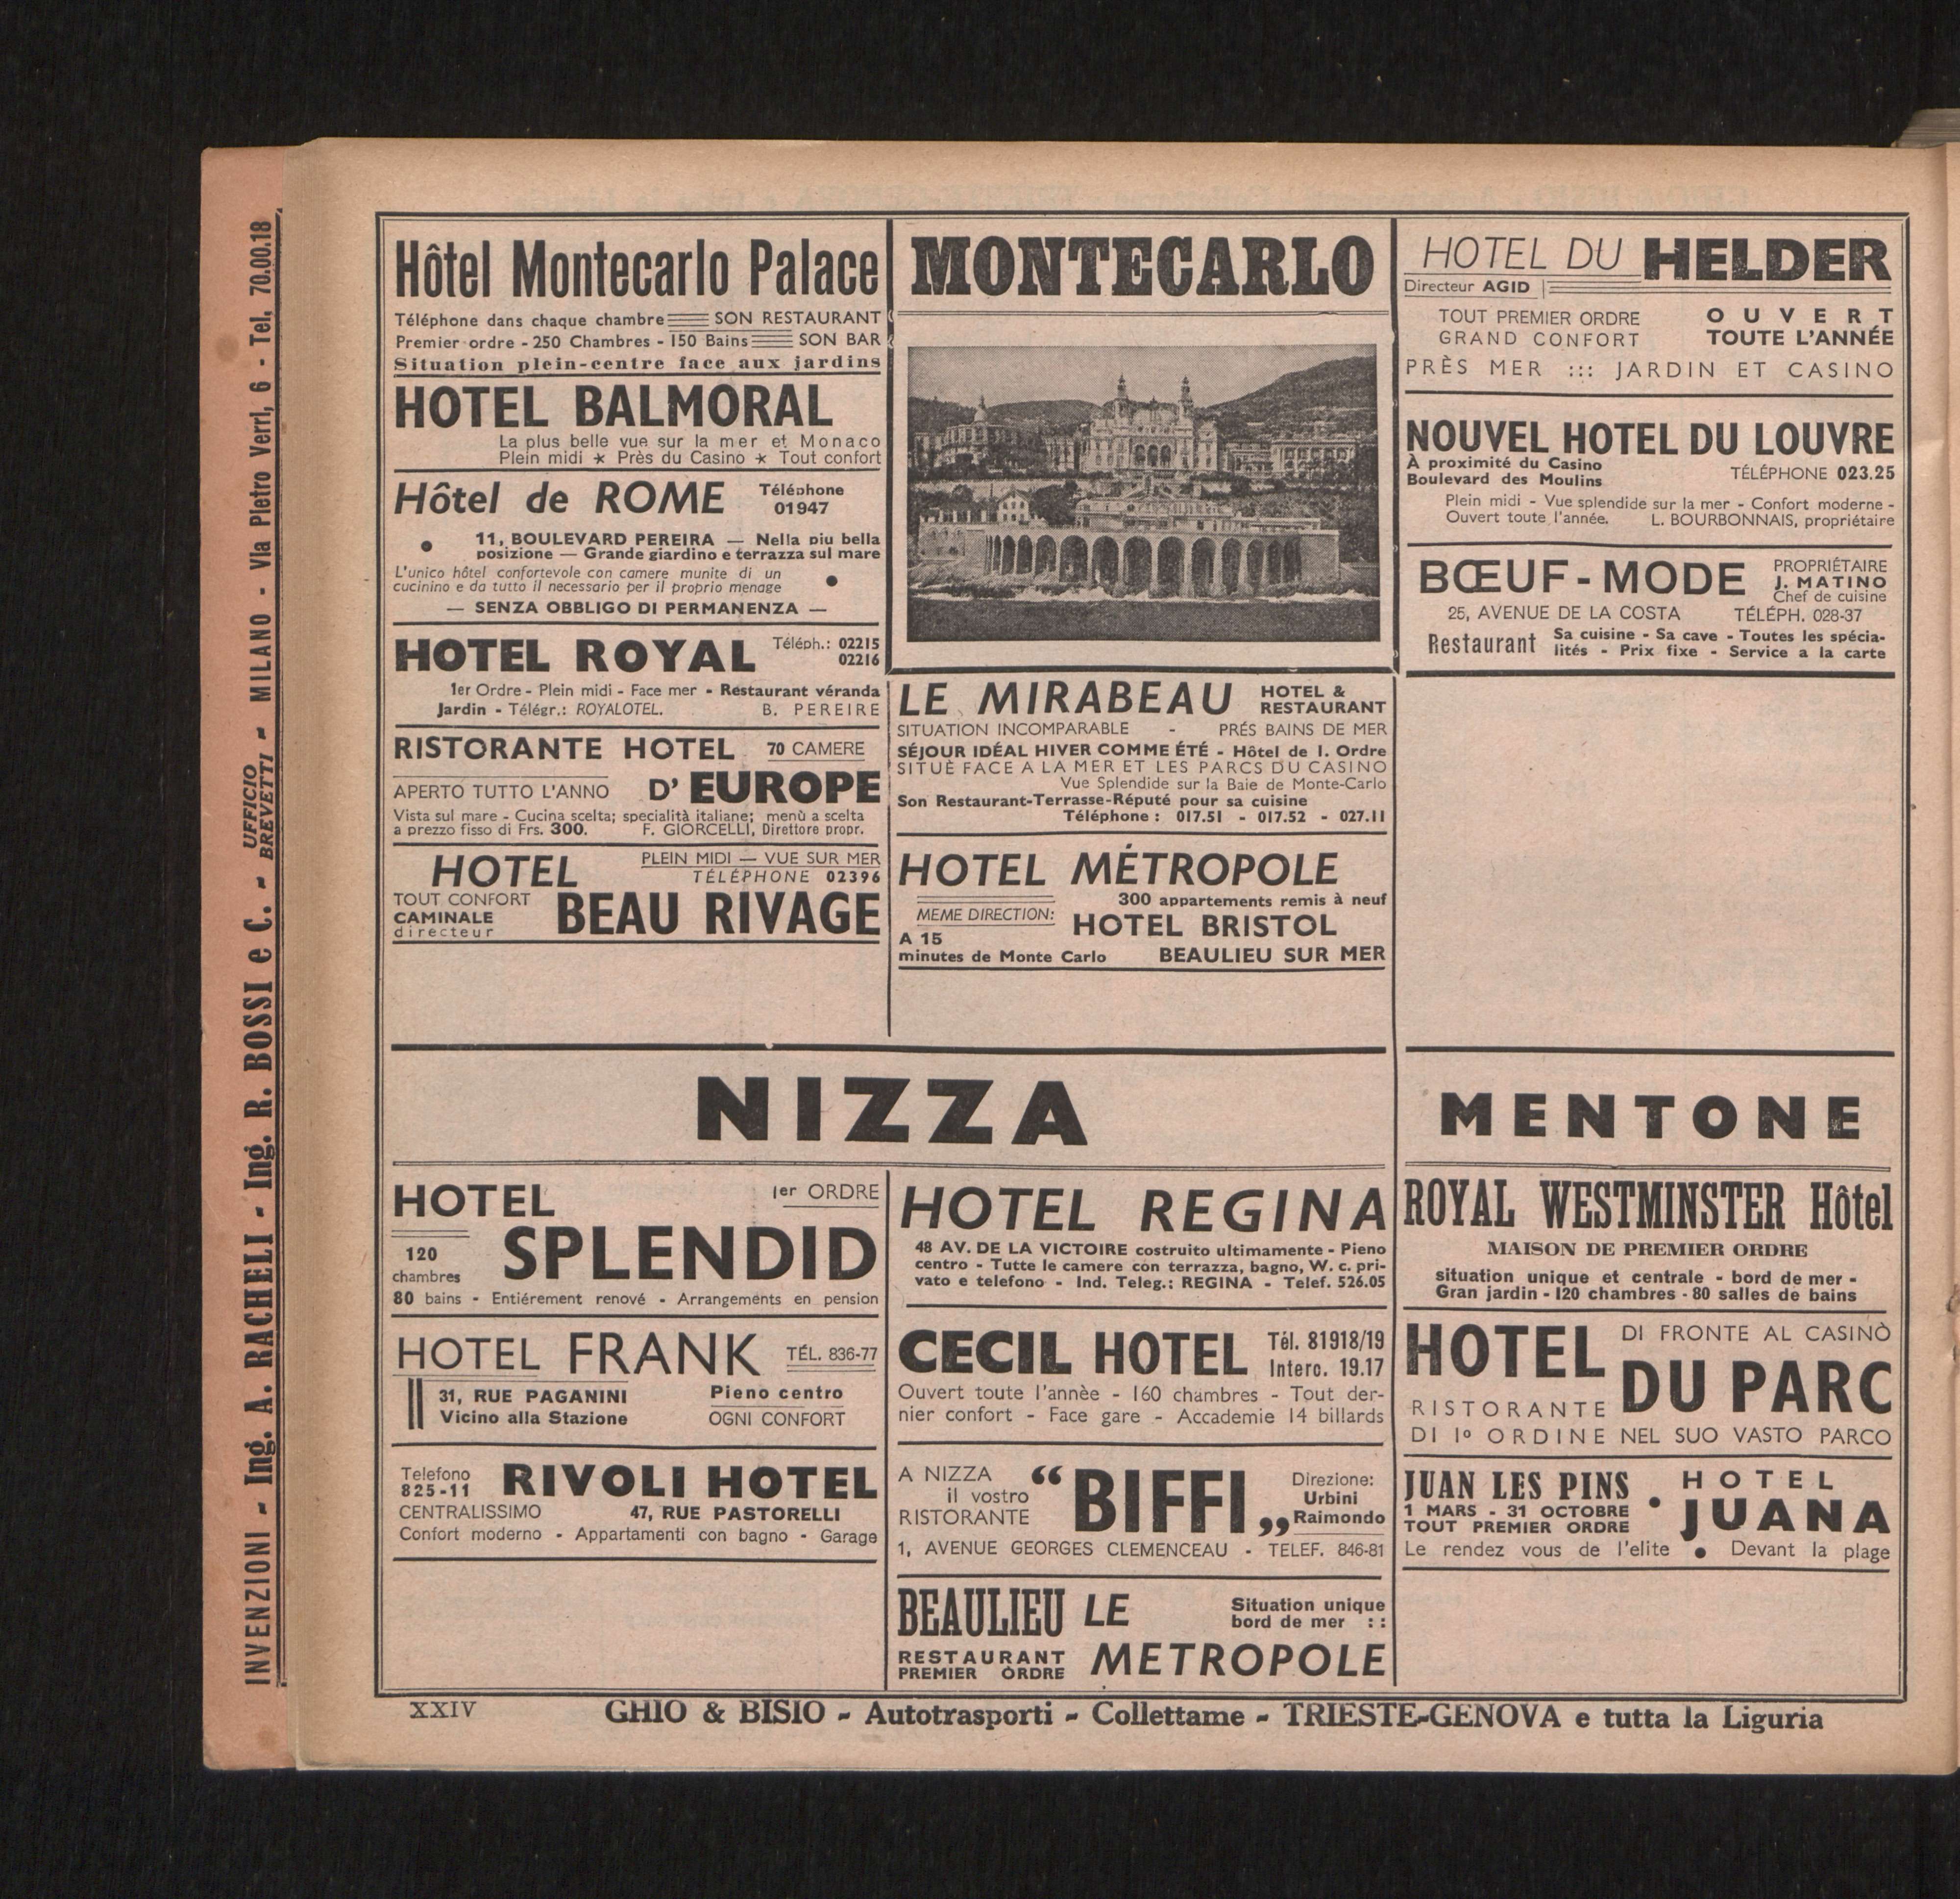 INVENZIONI - Ing. A. RACHELI - Ing. R. BOSSI e C. - UFFICIO BREVETTI - MILANO - Via Pietro Verri, 6 - Tel. 70.00.18
Hôtel Montecarlo Palace
Téléphone dans chaque chambre SON RESTAURANT
Premier ordre - 250 Chambres - 150 Bains SON BAR
Situation plein-centre face aux jardins
HOTEL BALMORAL
La plus belle vue sur la mer et Monaco
Plein midi ★ Près du Casino ★ Tout confort
Hôtel de ROME Téléphone
01947
11, BOULEVARD PEREIRA — Nella piu bella
posizione — Grande giardino e terrazza sul mare
L'unico hôtel confortevole con camere munite di un
cucinino e da tutto il necessario per il proprio menage
— SENZA OBBLIGO DI PERMANENZA —
HOTEL ROYAL Téléph.: 02215
02216
1er Ordre - Plein midi - Face mer - Restaurant véranda
Jardin - Télégr.: ROYALOTEL. B. PEREIRE
RISTORANTE HOTEL 70 CAMERE
APERTO TUTTO L'ANNO D' EUROPE
Vista sul mare - Cucina scelta; specialità italiane; menù a scelta
a prezzo fisso di Frs. 300. F. GIORCELLI, Direttore propr.
HOTEL PLEIN MIDI — VUE SUR MER
TÉLÉPHONE 02396
TOUT CONFORT
CAMINALE
directeur
BEAU RIVAGE
MONTECARLO
LE MIRABEAU HOTEL &
RESTAURANT
SITUATION INCOMPARABLE - PRÉS BAINS DE MER
SÉJOUR IDÉAL HIVER COMME ÉTÉ - Hôtel de I. Ordre
SITUÈ FACE A LA MER ET LES PARCS DU CASINO
Vue Splendide sur la Baie de Monte-Carlo
Son Restaurant-Terrasse-Réputé pour sa cuisine
Téléphone : 017.51 - 017.52 - 027.11
HOTEL MÉTROPOLE
300 appartements remis à neuf
MEME DIRECTION: HOTEL BRISTOL
A 15
minutes de Monte Carlo BEAULIEU SUR MER
HOTEL DU HELDER
Directeur AGID
TOUT PREMIER ORDRE OUVERT
GRAND CONFORT TOUTE L'ANNÉE
PRÈS MER ::: JARDIN ET CASINO
NOUVEL HOTEL DU LOUVRE
À proximité du Casino
Boulevard des Moulins TÉLÉPHONE 023.25
Plein midi - Vue splendide sur la mer - Confort moderne -
Ouvert toute l'année. L. BOURBONNAIS, propriétaire
BŒUF-MODE PROPRIÉTAIRE
J. MATINO
Chef de cuisine
25, AVENUE DE LA COSTA TÉLÉPH. 028-37
Restaurant Sa cuisine - Sa cave - Toutes les spécia-
lités - Prix fixe - Service a la carte
NIZZA
HOTEL 1er ORDRE
SPLENDID
120
chambres
80 bains - Entiérement renové - Arrangements en pension
HOTEL FRANK TÉL. 836-77
31, RUE PAGANINI Pieno centro
Vicino alla Stazione OGNI CONFORT
Telefono
825-11 RIVOLI HOTEL
CENTRALISSIMO 47, RUE PASTORELLI
Confort moderno - Appartamenti con bagno - Garage
HOTEL REGINA
48 AV. DE LA VICTOIRE costruito ultimamente - Pieno
centro - Tutte le camere con terrazza, bagno, W. c. pri-
vato e telefono - Ind. Teleg.: REGINA - Telef. 526.05
CECIL HOTEL Tél. 81918/19
Interc. 19.17
Ouvert toute l'annèe - 160 chambres - Tout der-
nier confort - Face gare - Accademie 14 billards
A NIZZA
il vostro
RISTORANTE
“BIFFI„
Direzione:
Urbini
Raimondo
1, AVENUE GEORGES CLEMENCEAU - TELEF. 846-81
BEAULIEU LE Situation unique
bord de mer : :
RESTAURANT
PREMIER ORDRE METROPOLE
MENTONE
ROYAL WESTMINSTER Hôtel
MAISON DE PREMIER ORDRE
situation unique et centrale - bord de mer -
Gran jardin - 120 chambres - 80 salles de bains
HOTEL DI FRONTE AL CASINÒ
DU PARC
RISTORANTE
DI Iº ORDINE NEL SUO VASTO PARCO
JUAN LES PINS HOTEL
1 MARS - 31 OCTOBRE
TOUT PREMIER ORDRE • JUANA
Le rendez vous de l'elite • Devant la plage
XXIV GHIO & BISIO - Autotrasporti - Collettame - TRIESTE-GENOVA e tutta la Liguria